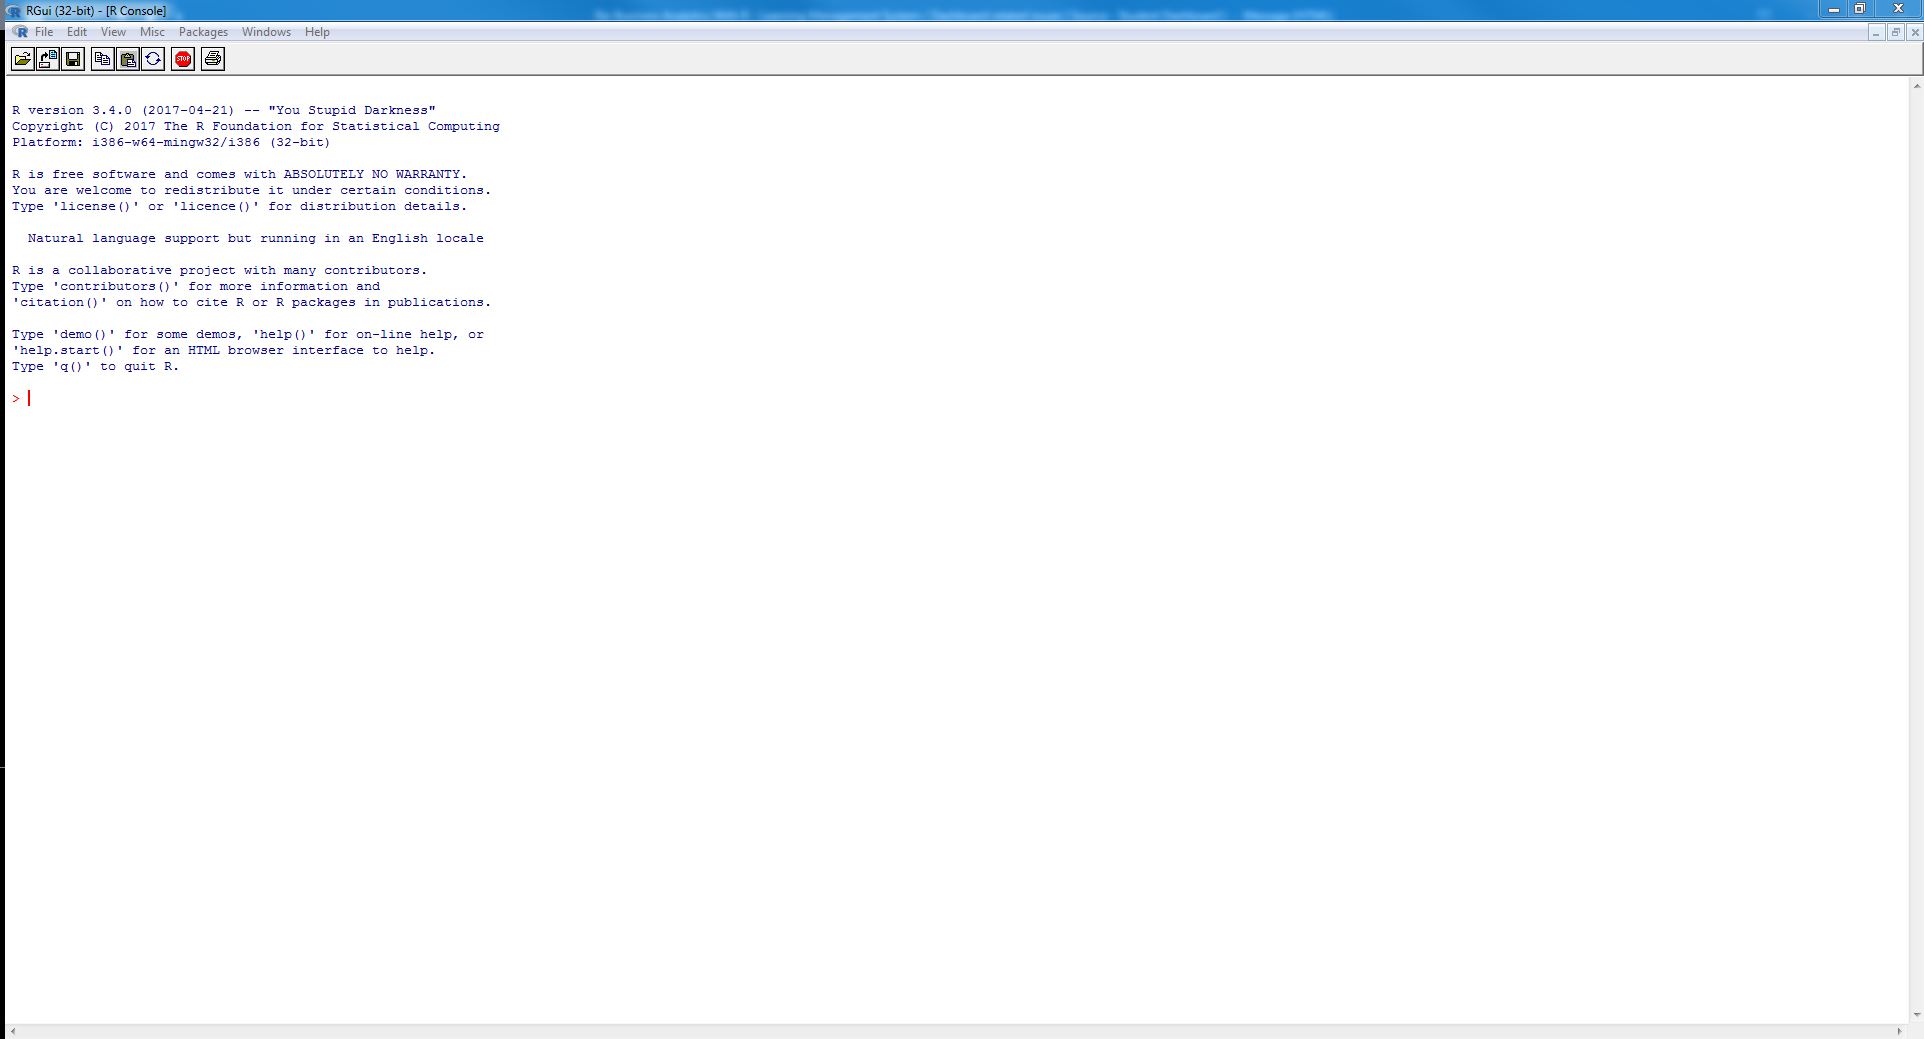 RGui (32-bit) - [R Console]
File Edit View Misc Packages Windows Help
STOP
R version 3.4.0 (2017-04-21) -- "You Stupid Darkness"
Copyright (C) 2017 The R Foundation for Statistical Computing
Platform: i386-w64-mingw32/i386 (32-bit)
R is free software and comes with ABSOLUTELY NO WARRANTY.
You are welcome to redistribute it under certain conditions.
Type 'license()' or 'licence()' for distribution details.
Natural language support but running in an English locale
R is a collaborative project with many contributors.
Type 'contributors()' for more information and
'citation()' on how to cite R or R packages in publications.
Type 'demo()' for some demos, 'help()' for on-line help, or
'help.start()' for an HTML browser interface to help.
Type 'q()' to quit R.
>